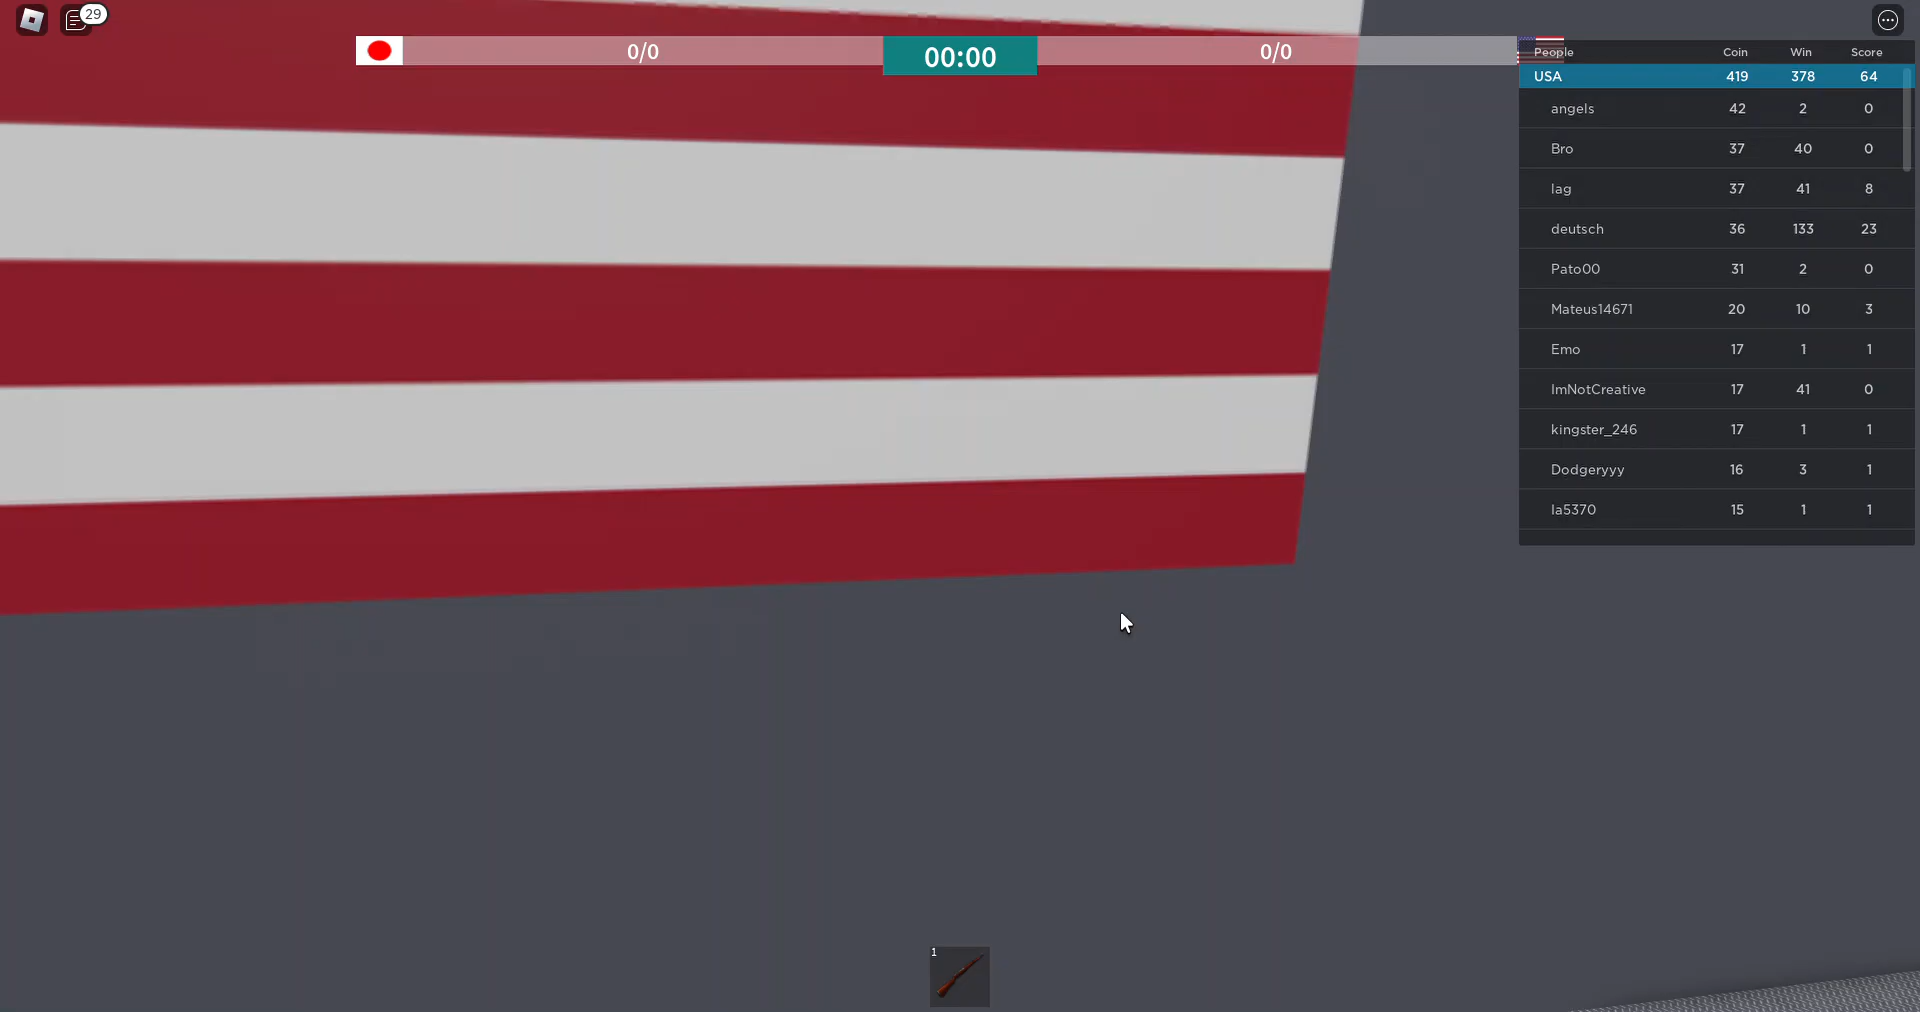 29
0/0
00:00
0/0
People Coin Win Score
USA 419 378 64
angels 42 2 0
Bro 37 40 0
lag 37 41 8
deutsch 36 133 23
Pato00 31 2 0
Mateus14671 20 10 3
Emo 17 1 1
ImNotCreative 17 41 0
kingster_246 17 1 1
Dodgeryyy 16 3 1
la5370 15 1 1
1